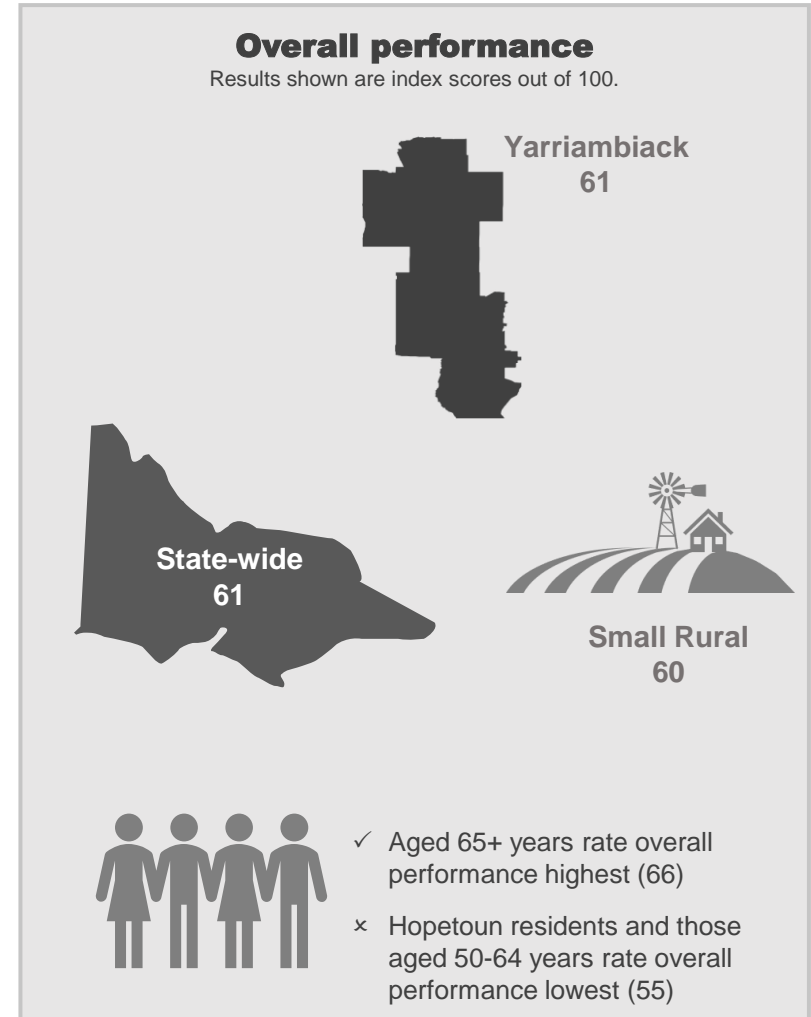 Overall performance
Results shown are index scores out of 100.
Yarriambiack
61
State-wide
61
Small Rural
60
✓ Aged 65+ years rate overall
performance highest (66)
× Hopetoun residents and those
aged 50-64 years rate overall
performance lowest (55)